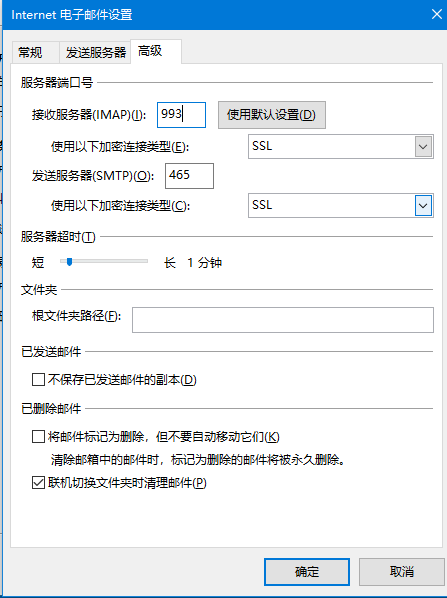 Internet 电子邮件设置
常规 发送服务器 高级
服务器端口号
接收服务器(IMAP)(I): 993 使用默认设置(D)
使用以下加密连接类型(E): SSL
发送服务器(SMTP)(O): 465
使用以下加密连接类型(C): SSL
服务器超时(T)
短 长 1 分钟
文件夹
根文件夹路径(F):
已发送邮件
不保存已发送邮件的副本(D)
已删除邮件
将邮件标记为删除，但不要自动移动它们(K)
清除邮箱中的邮件时，标记为删除的邮件将被永久删除。
联机切换文件夹时清理邮件(P)
确定 取消